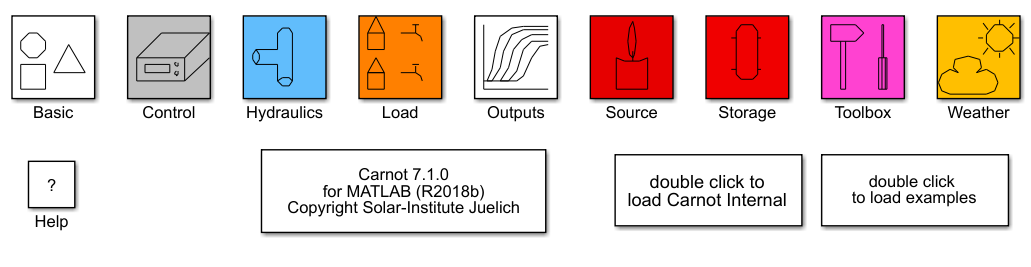 Basic
Control
Hydraulics
Load
Outputs
Source
Storage
Toolbox
Weather
?
Help
Carnot 7.1.0
for MATLAB (R2018b)
Copyright Solar-Institute Juelich
double click to
load Carnot Internal
double click
to load examples